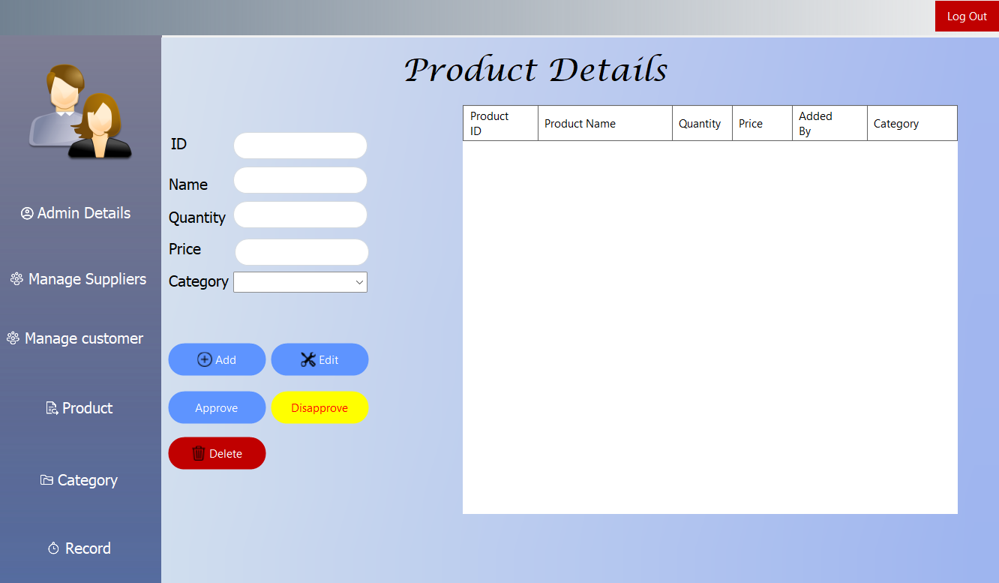 Log Out
Product Details
Admin Details
Manage Suppliers
Manage customer
Product
Category
Record
ID
Name
Quantity
Price
Category
Add
Edit
Approve
Disapprove
Delete
Product
ID
Product Name
Quantity
Price
Added
By
Category